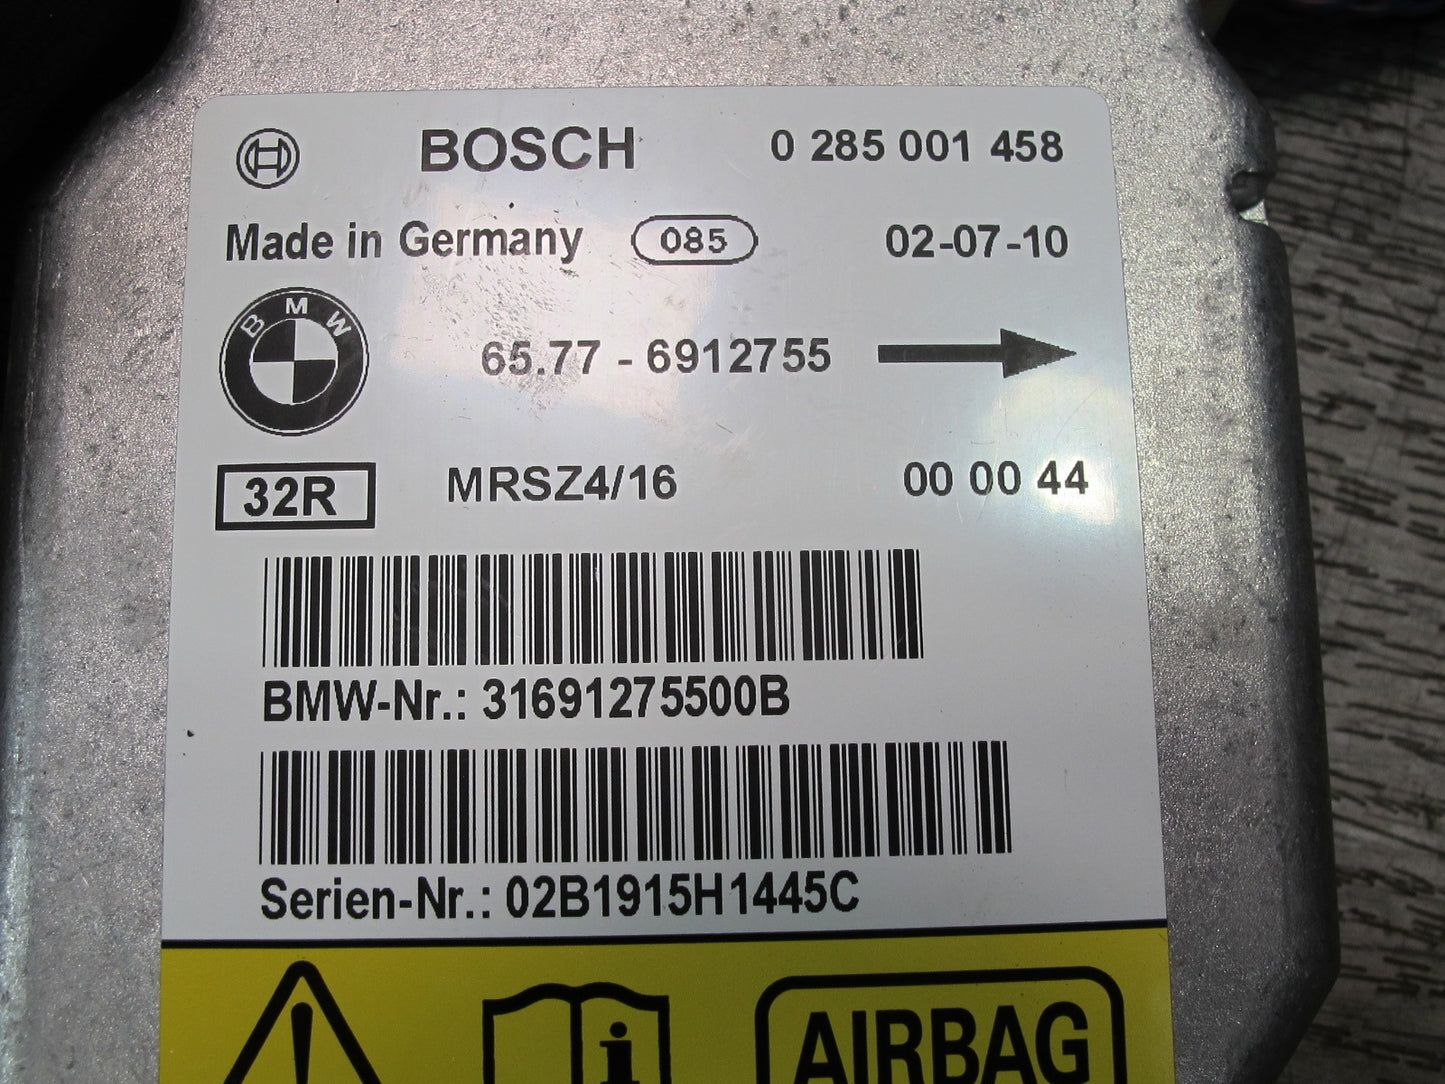 BOSCH 0 285 001 458
Made in Germany 085 02-07-10
BMW 65.77 - 6912755
32R MRSZ4/16 00 00 44
BMW-Nr.: 31691275500B
Serien-Nr.: 02B1915H1445C
i AIRBAG